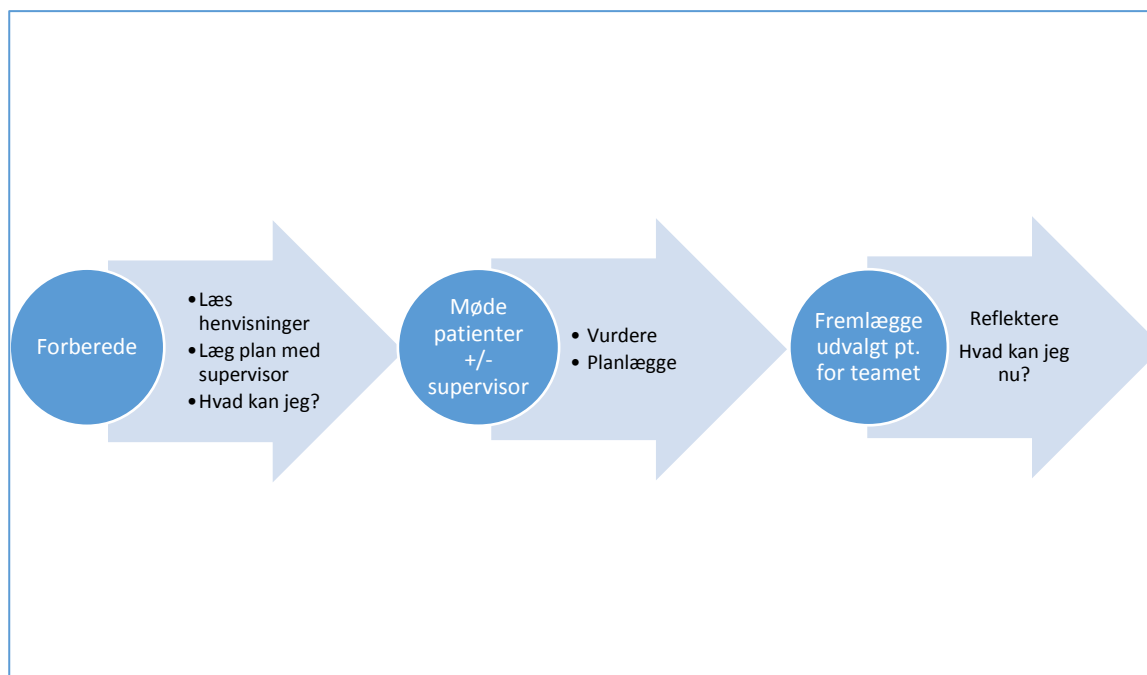 Forberede
•Læs
henvisninger
•Læg plan med
supervisor
•Hvad kan jeg?
Møde
patienter
+/-
supervisor
• Vurdere
• Planlægge
Fremlægge
udvalgt pt.
for teamet
Reflektere
Hvad kan jeg
nu?